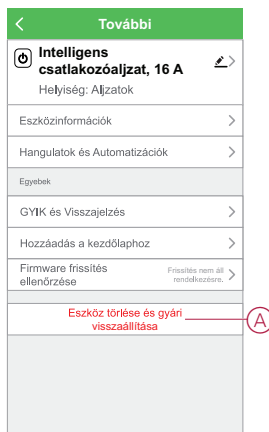 További
Intelligens
csatlakozóaljzat, 16 A
Helyiség: Aljzatok
Eszközinformációk
Hangulatok és Automatizációk
Egyebek
GYIK és Visszajelzés
Hozzáadás a kezdőlaphoz
Firmware frissítés
ellenőrzése
Frissítés nem áll
rendelkezésre.
Eszköz törlése és gyári
visszaállítása
A